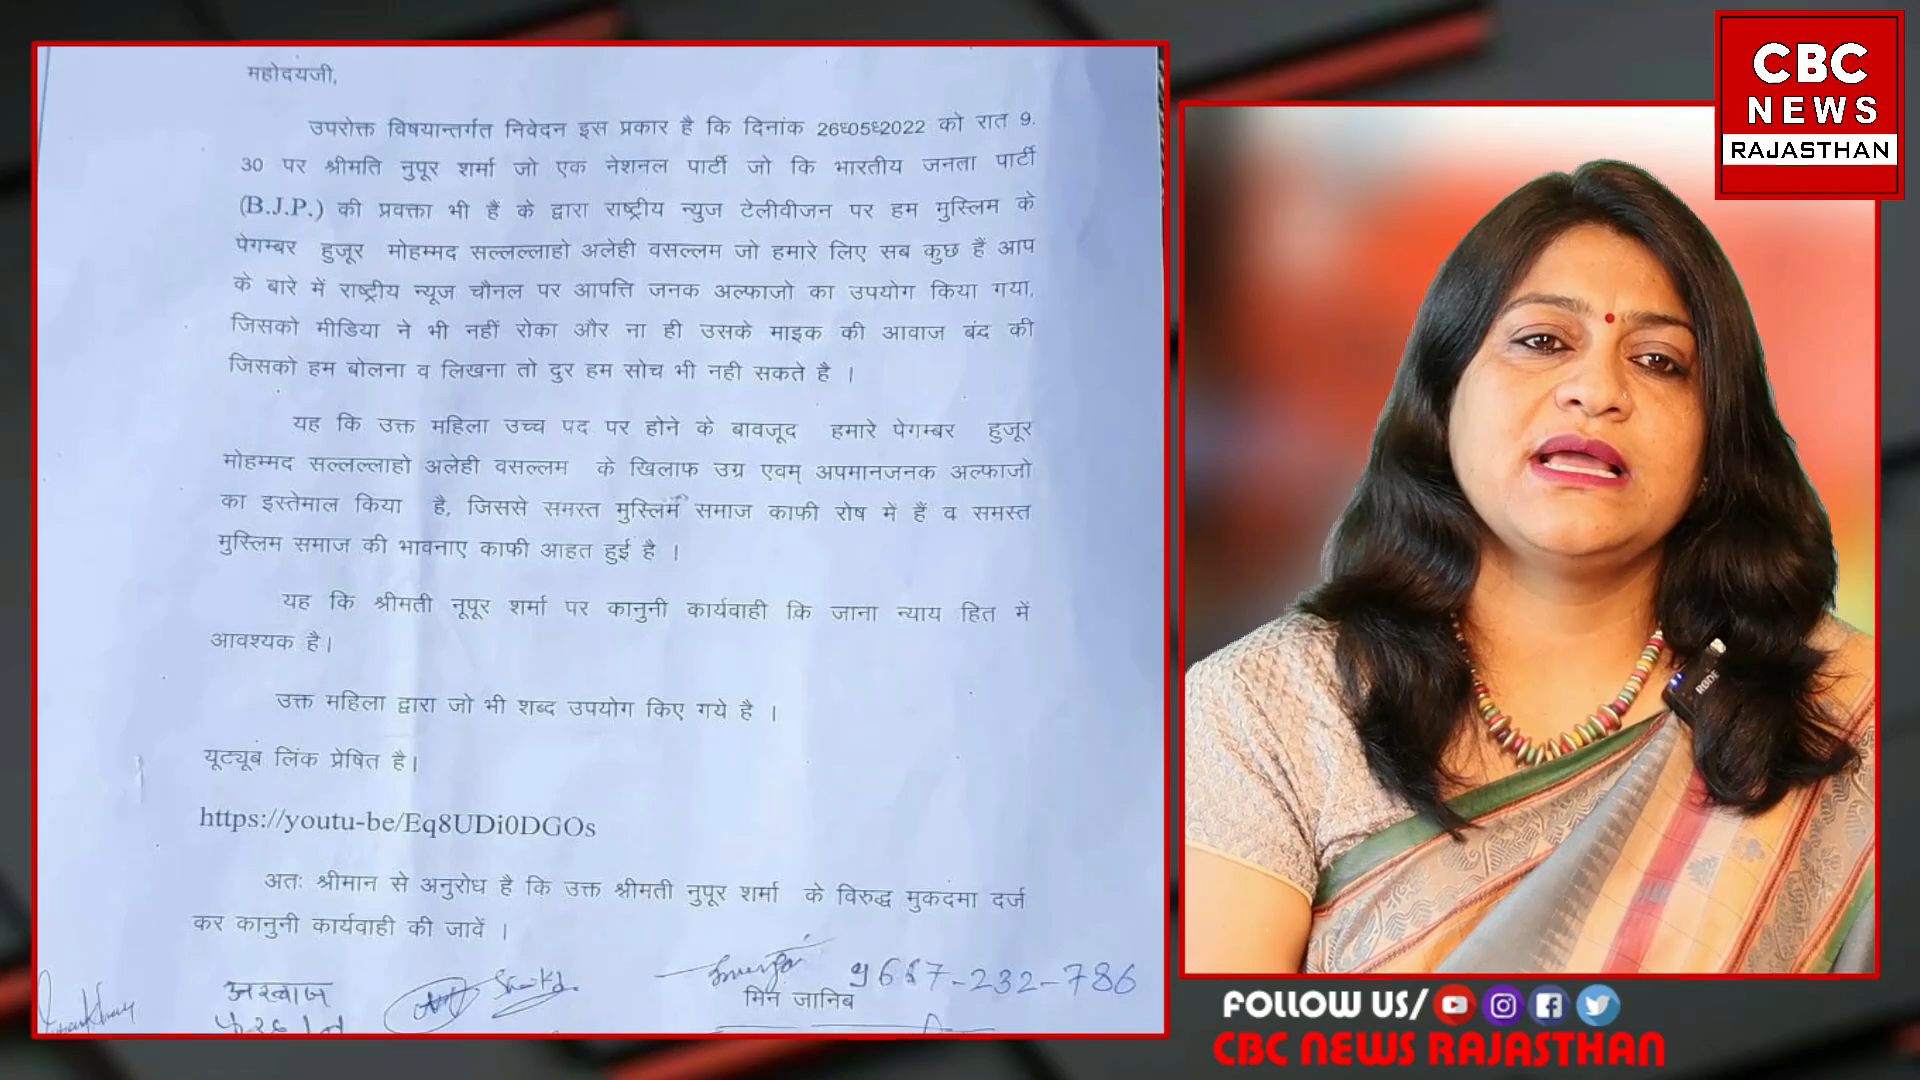 महोदयजी,
उपरोक्त विषयान्तर्गत निवेदन इस प्रकार है कि दिनांक 26ध्05ध्2022 को रात 9.
30 पर श्रीमति नुपूर शर्मा जो एक नेशनल पार्टी जो कि भारतीय जनता पार्टी
(B.J.P.) की प्रवक्ता भी हैं के द्वारा राष्ट्रीय न्युज टेलीवीजन पर हम मुस्लिम के
पेगम्बर हुजूर मोहम्मद सल्लल्लाहो अलेही वसल्लम जो हमारे लिए सब कुछ हैं आप
के बारे में राष्ट्रीय न्यूज चौनल पर आपत्ति जनक अल्फाजो का उपयोग किया गया,
जिसको मीडिया ने भी नहीं रोका और ना ही उसके माइक की आवाज बंद की
जिसको हम बोलना व लिखना तो दुर हम सोच भी नही सकते है ।
यह कि उक्त महिला उच्च पद पर होने के बावजूद हमारे पेगम्बर हुजूर
मोहम्मद सल्लल्लाहो अलेही वसल्लम के खिलाफ उग्र एवम् अपमानजनक अल्फाजो
का इस्तेमाल किया है, जिससे समस्त मुस्लिम समाज काफी रोष में हैं व समस्त
मुस्लिम समाज की भावनाए काफी आहत हुई है ।
यह कि श्रीमती नूपूर शर्मा पर कानुनी कार्यवाही कि जाना न्याय हित में
आवश्यक है।
उक्त महिला द्वारा जो भी शब्द उपयोग किए गये है ।
यूट्यूब लिंक प्रेषित है।
https://youtu-be/Eq8UDi0DGOs
अतः श्रीमान से अनुरोध है कि उक्त श्रीमती नुपूर शर्मा के विरुद्ध मुकदमा दर्ज
कर कानुनी कार्यवाही की जावें ।
-232-786
मिन जानिब
CBC
NEWS
RAJASTHAN
RØDE
FOLLOW US/
CBC NEWS RAJASTHAN